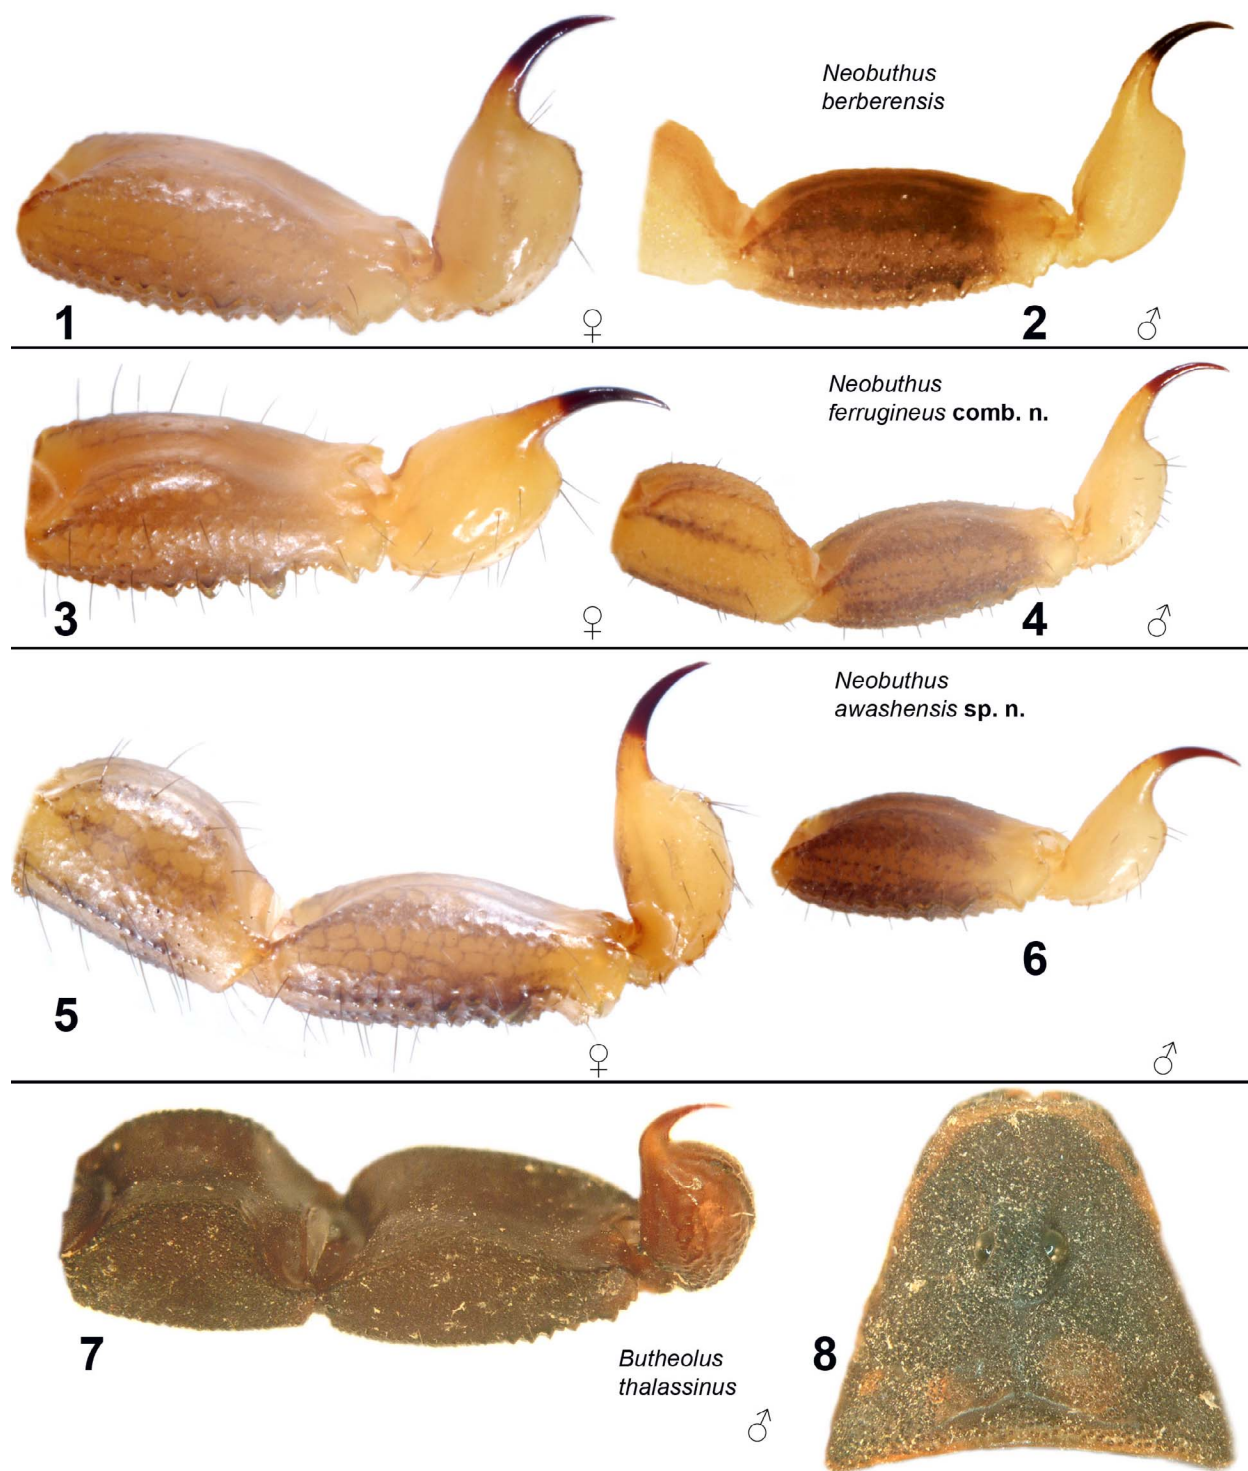 Neobuthus
berberensis
1
♀
2
♂
Neobuthus
ferrugineus comb. n.
3
♀
4
♂
Neobuthus
awashensis sp. n.
5
♀
6
♂
7
Butheolus
thalassinus
♂
8